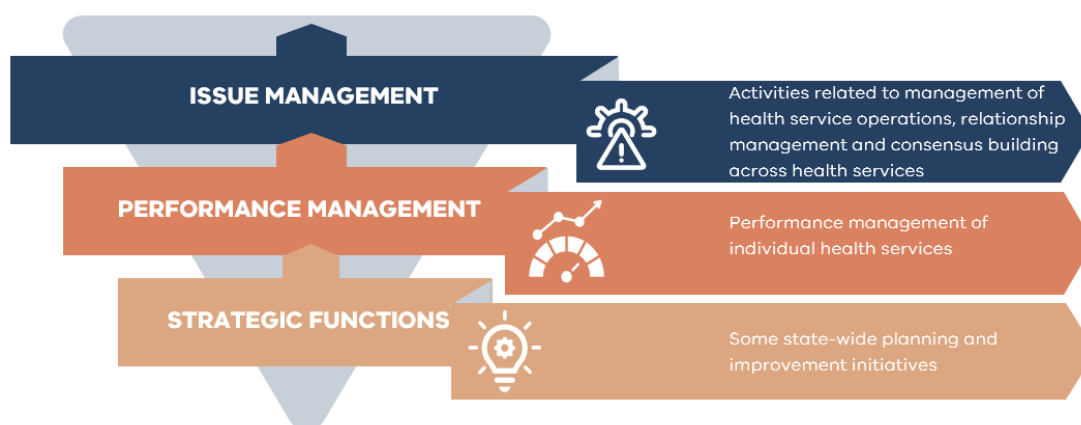 ISSUE MANAGEMENT
Activities related to management of
health service operations, relationship
management and consensus building
across health services
PERFORMANCE MANAGEMENT
Performance management of
individual health services
STRATEGIC FUNCTIONS
Some state-wide planning and
improvement initiatives